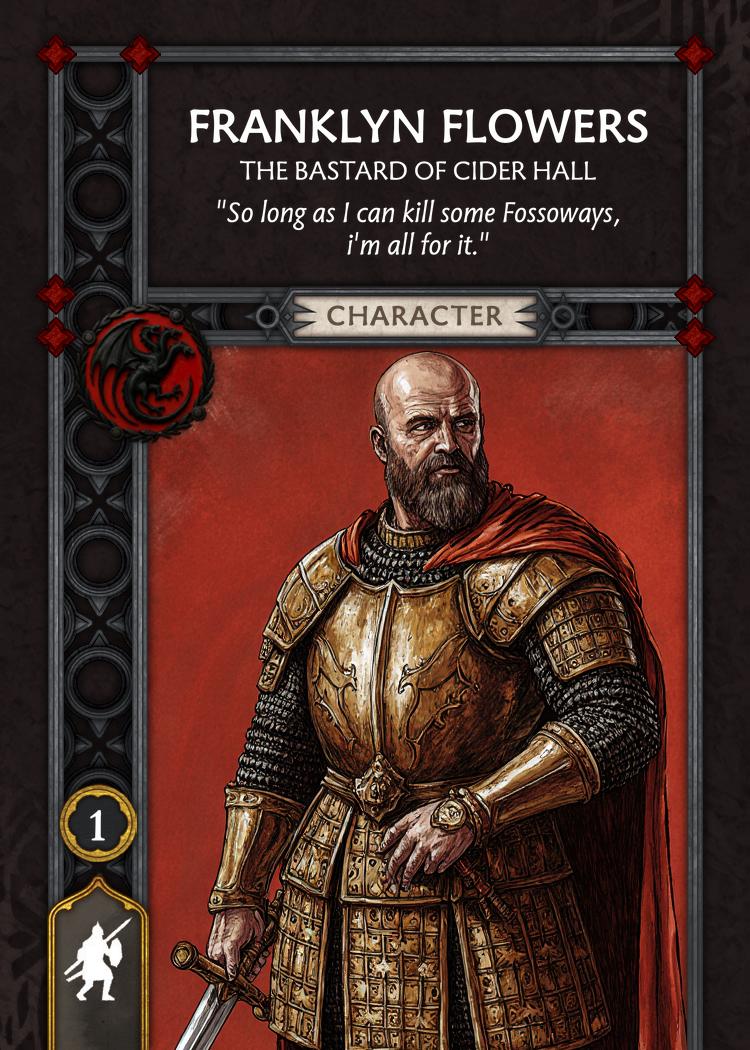 FRANKLYN FLOWERS
THE BASTARD OF CIDER HALL
"So long as I can kill some Fossoways,
i'm all for it."
CHARACTER
1